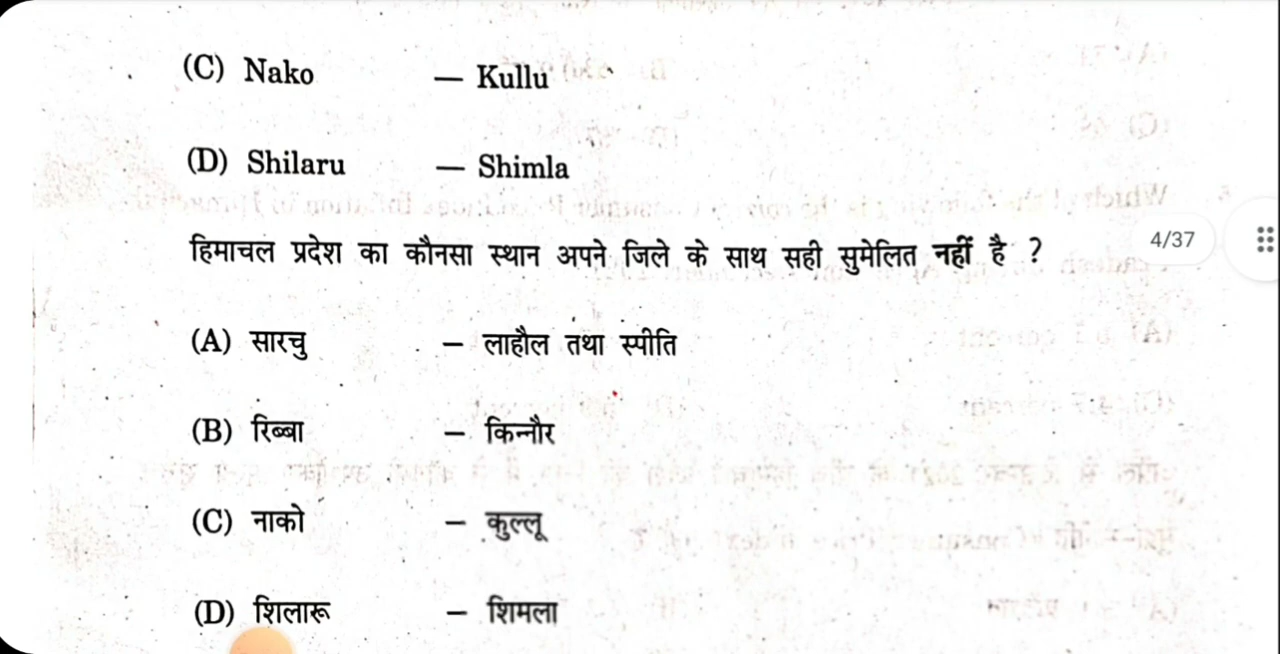 (C) Nako — Kullu
(D) Shilaru — Shimla
हिमाचल प्रदेश का कौनसा स्थान अपने जिले के साथ सही सुमेलित नहीं है ?
4/37
(A) सारचु – लाहौल तथा स्पीति
(B) रिब्बा – किन्नौर
(C) नाको – कुल्लू
(D) शिलारू – शिमला